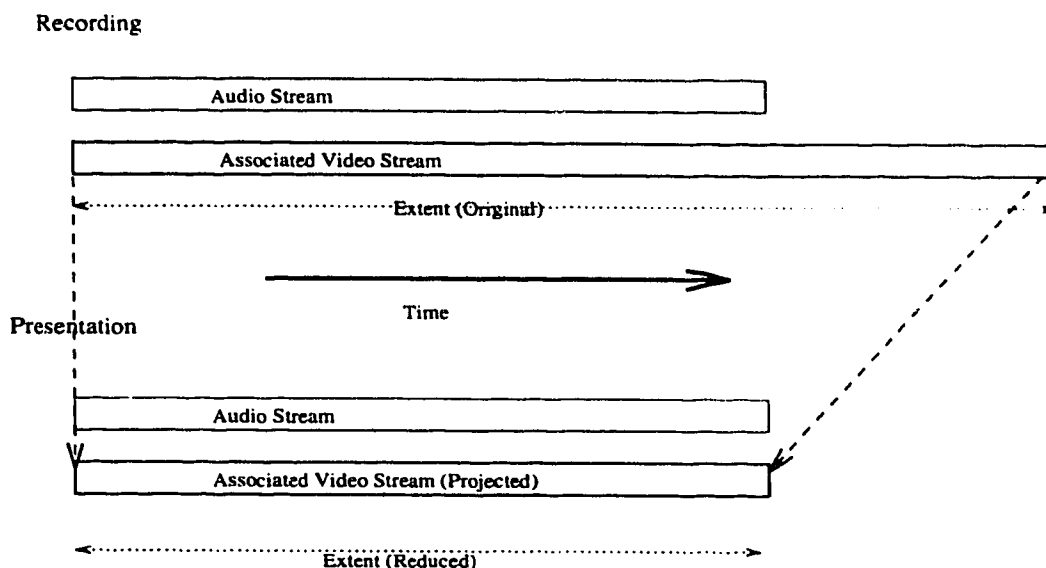 Recording
Audio Stream
Associated Video Stream
Extent (Original)
Time
Presentation
Audio Stream
Associated Video Stream (Projected)
Extent (Reduced)